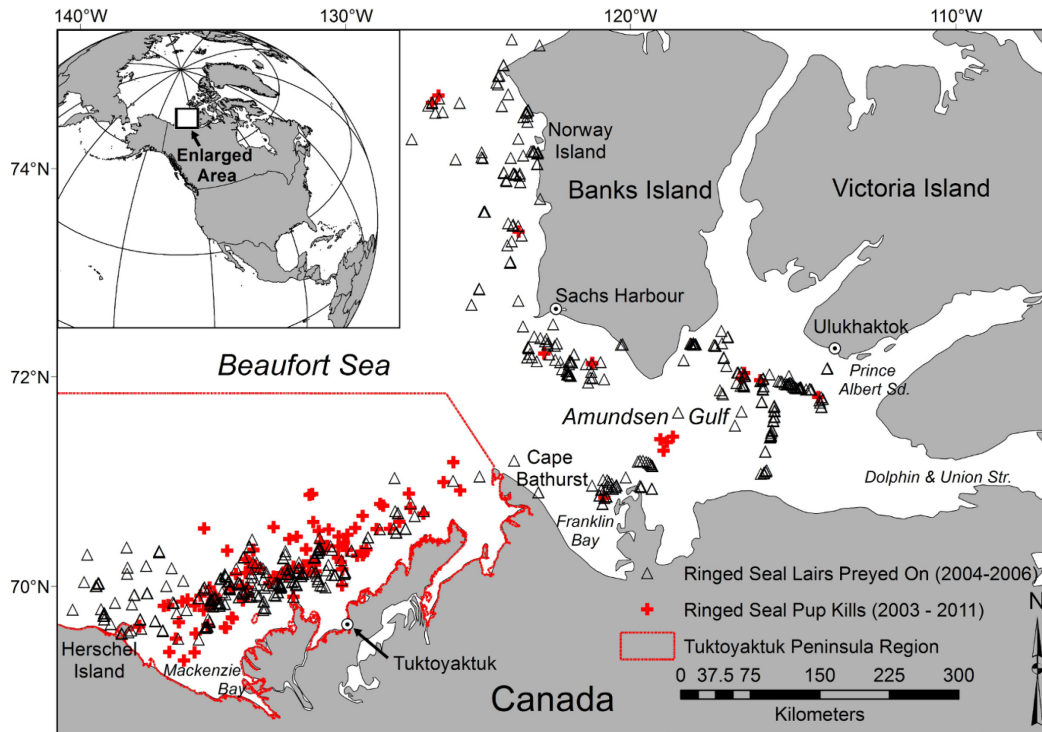 140°W
130°W
120°W
110°W
Enlarged
Area
Norway
Island
74°N
Banks Island
Victoria Island
Sachs Harbour
Ulukhaktok
Beaufort Sea
72°N
Prince
Albert Sd.
Amundsen Gulf
Cape
Bathurst
Dolphin & Union Str.
Franklin
Bay
70°N
Ringed Seal Lairs Preyed On (2004-2006)
N
Ringed Seal Pup Kills (2003 - 2011)
Herschel
Island
Mackenzie
Bay
Tuktoyaktuk
Tuktoyaktuk Peninsula Region
Canada
0 37.5 75 150 225 300
Kilometers